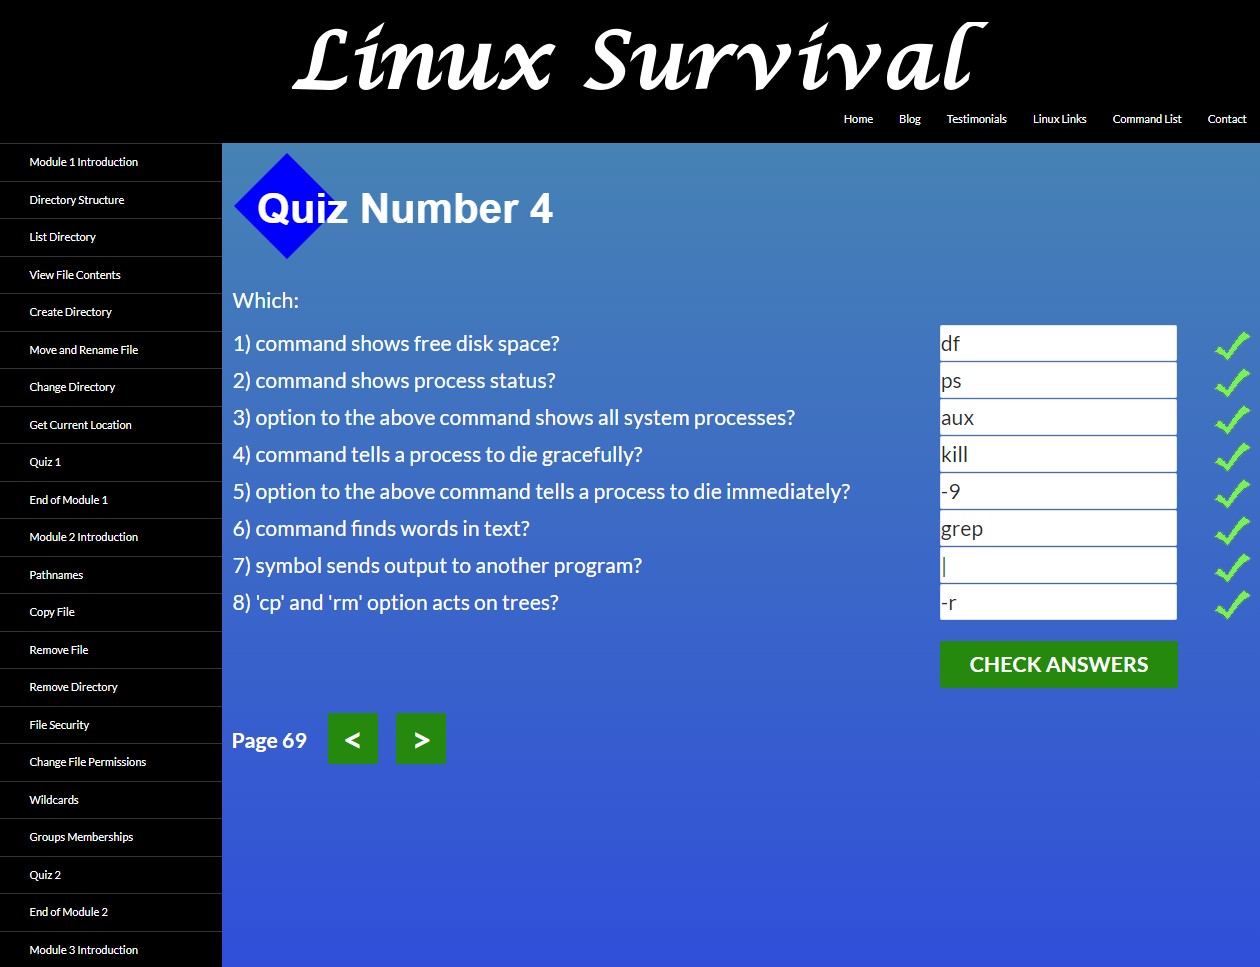 Linux Survival
Home Blog Testimonials Linux Links Command List Contact
Module 1 Introduction
Directory Structure
List Directory
View File Contents
Create Directory
Move and Rename File
Change Directory
Get Current Location
Quiz 1
End of Module 1
Module 2 Introduction
Pathnames
Copy File
Remove File
Remove Directory
File Security
Change File Permissions
Wildcards
Groups Memberships
Quiz 2
End of Module 2
Module 3 Introduction
Quiz Number 4
Which:
1) command shows free disk space? df
2) command shows process status? ps
3) option to the above command shows all system processes? aux
4) command tells a process to die gracefully? kill
5) option to the above command tells a process to die immediately? -9
6) command finds words in text? grep
7) symbol sends output to another program? |
8) 'cp' and 'rm' option acts on trees? -r
CHECK ANSWERS
Page 69 < >